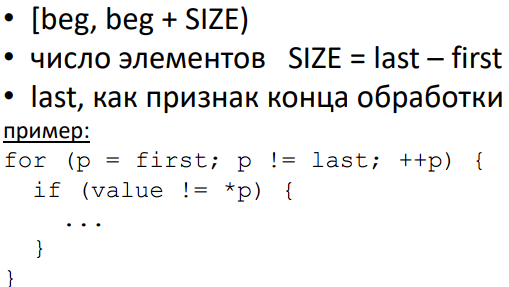 • [beg, beg + SIZE)
• число элементов SIZE = last – first
• last, как признак конца обработки
пример:
for (p = first; p != last; ++p) {
  if (value != *p) {
    ...
  }
}